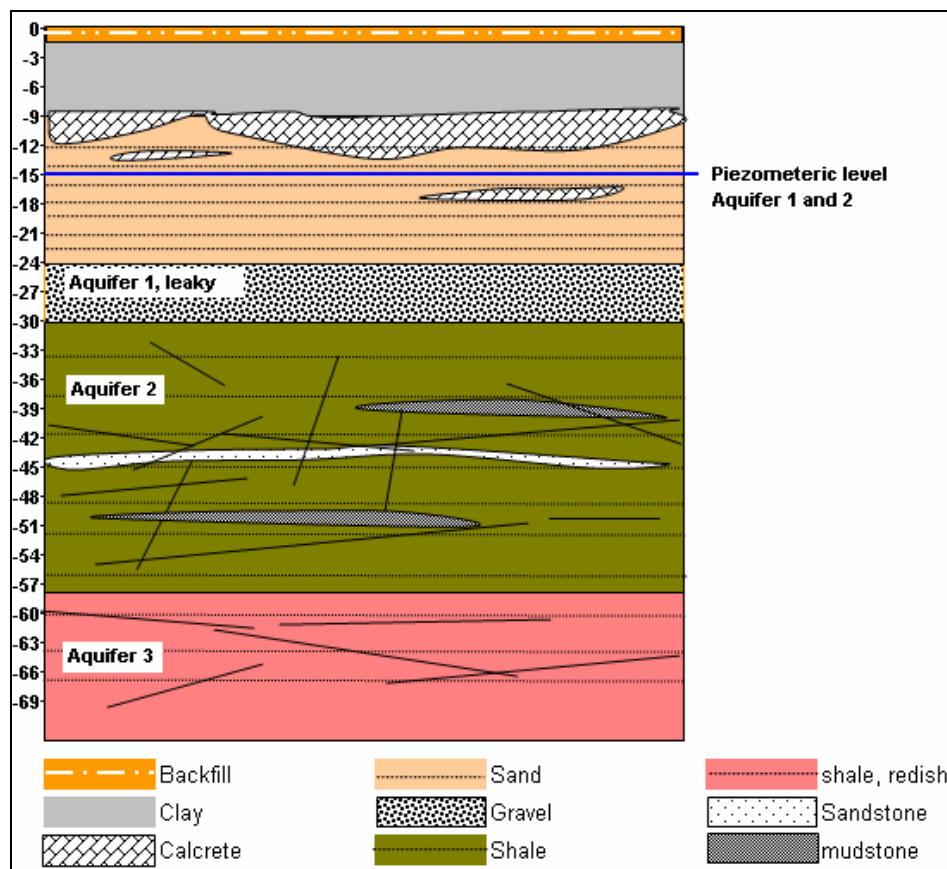 0
-3
-6
-9
-12
-15
-18
-21
-24
-27
-30
-33
-36
-39
-42
-45
-48
-51
-54
-57
-60
-63
-66
-69
Piezometeric level
Aquifer 1 and 2
Aquifer 1, leaky
Aquifer 2
Aquifer 3
Backfill
Sand
shale, redish
Clay
Gravel
Sandstone
Calcrete
Shale
mudstone